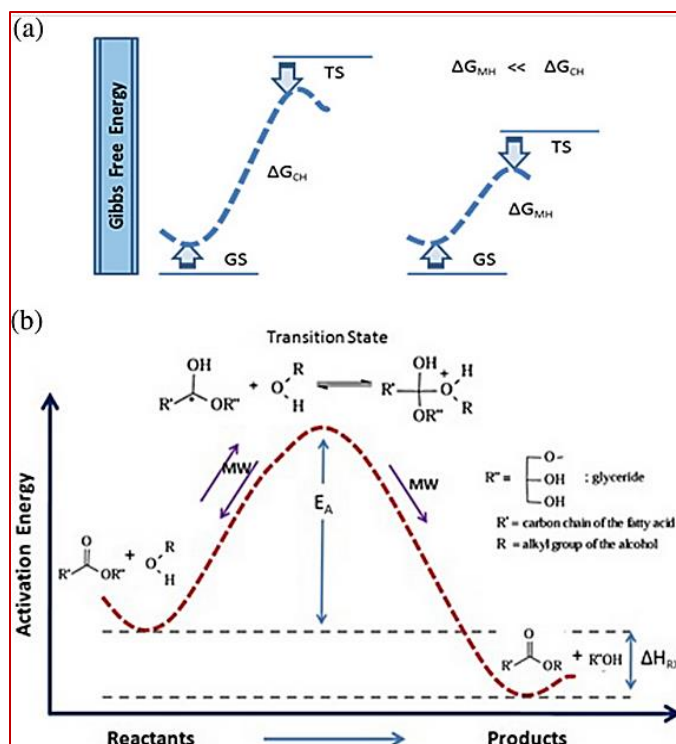 (a)
Gibbs Free Energy
TS
ΔG_CH
GS
ΔG_MH << ΔG_CH
TS
ΔG_MH
GS
(b)
Transition State
OH
R' * OR''' + R O H ⇌ OH H R' + O R OR'''
Activation Energy
MW
MW
E_A
R''' = O OH OH : glyceride
R' = carbon chain of the fatty acid
R = alkyl group of the alcohol
O R' OR''' + R O H
O R' OR + R'''OH
ΔH
Reactants
Products